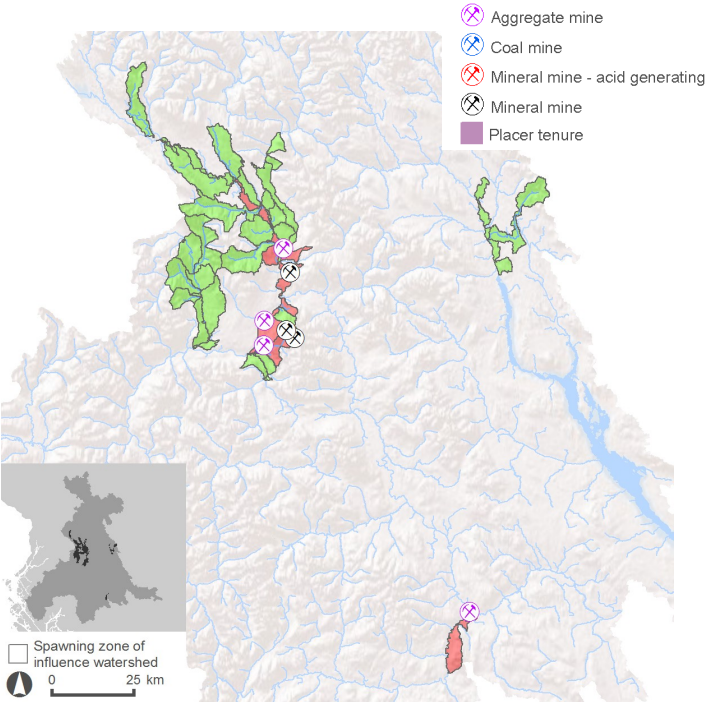 Aggregate mine
Coal mine
Mineral mine - acid generating
Mineral mine
Placer tenure
Spawning zone of
influence watershed
0 25 km